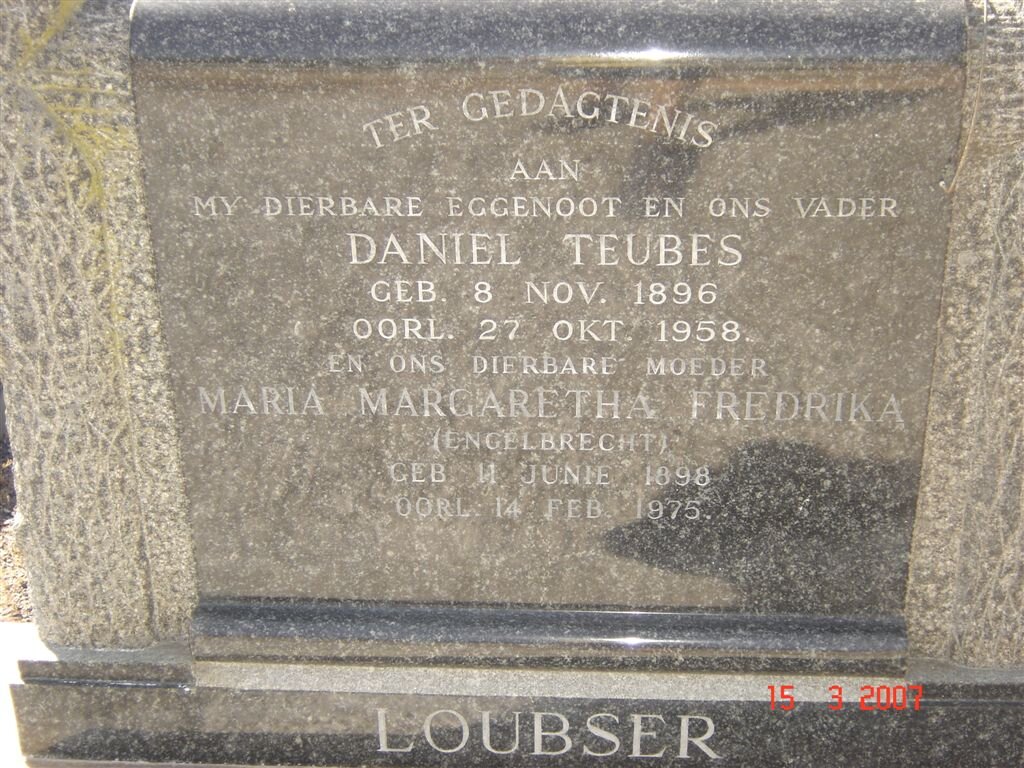 TER GEDAGTENIS
AAN
MY DIERBARE EGGENOOT EN ONS VADER
DANIEL TEUBES
GEB. 8 NOV. 1896
OORL. 27 OKT. 1958.
EN ONS DIERBARE MOEDER
MARIA MARGARETHA FREDRIKA
(ENGELBRECHT)
GEB 11 JUNIE 1898
OORL. 14 FEB. 1975.
15 3 2007
LOUBSER